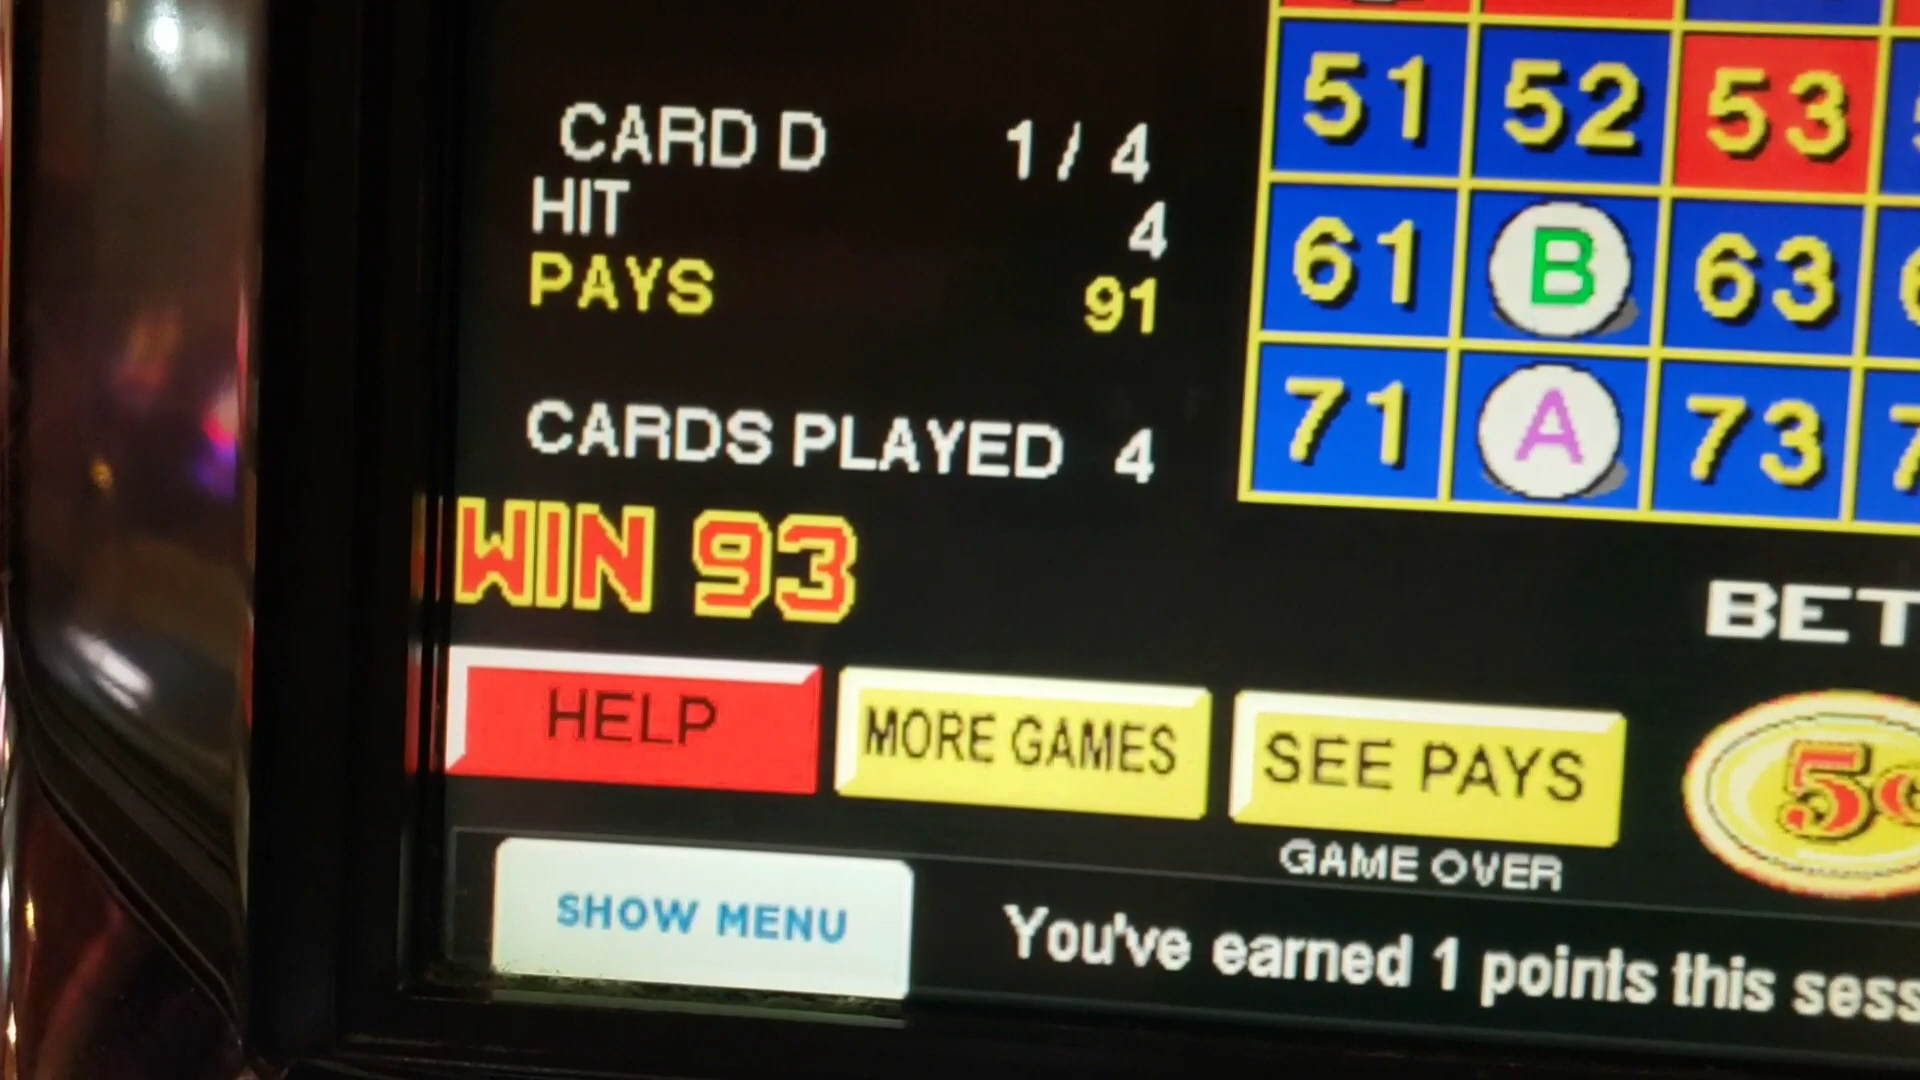 CARD D 1 / 4
HIT 4
PAYS 91
CARDS PLAYED 4
WIN 93
51 52 53
61 B 63
71 A 73
BET
HELP
MORE GAMES
SEE PAYS
5¢
GAME OVER
SHOW MENU
You've earned 1 points this sess